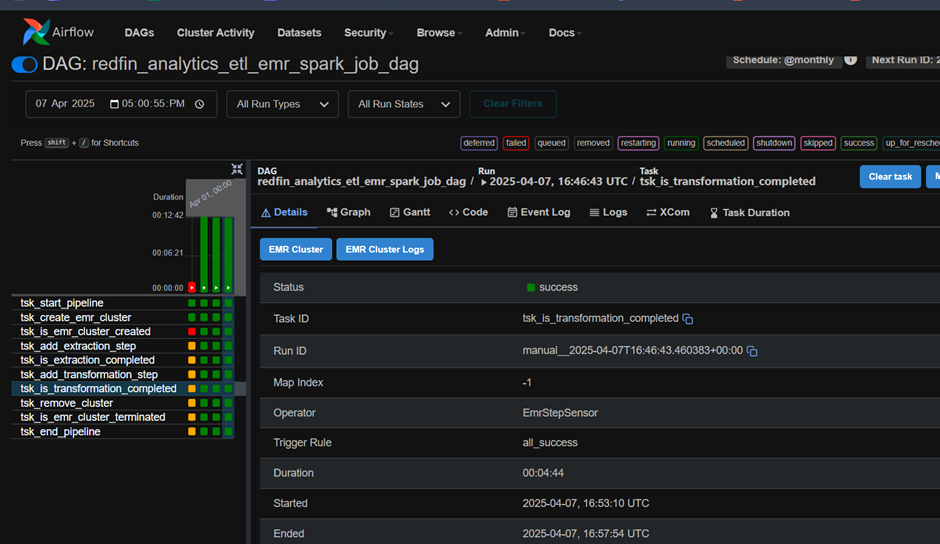 Airflow DAGs Cluster Activity Datasets Security Browse Admin Docs
DAG: redfin_analytics_etl_emr_spark_job_dag Schedule: @monthly Next Run ID: 2
07 Apr 2025 05:00:55 PM All Run Types All Run States Clear Filters
Press shift + / for Shortcuts deferred failed queued removed restarting running scheduled shutdown skipped success up_for_resche
DAG Run Task
redfin_analytics_etl_emr_spark_job_dag / 2025-04-07, 16:46:43 UTC / tsk_is_transformation_completed Clear task
Apr 01, 00:00
Duration
00:12:42
00:06:21
00:00:00
tsk_start_pipeline
tsk_create_emr_cluster
tsk_is_emr_cluster_created
tsk_add_extraction_step
tsk_is_extraction_completed
tsk_add_transformation_step
tsk_is_transformation_completed
tsk_remove_cluster
tsk_is_emr_cluster_terminated
tsk_end_pipeline
Details Graph Gantt Code Event Log Logs XCom Task Duration
EMR Cluster EMR Cluster Logs
Status success
Task ID tsk_is_transformation_completed
Run ID manual__2025-04-07T16:46:43.460383+00:00
Map Index -1
Operator EmrStepSensor
Trigger Rule all_success
Duration 00:04:44
Started 2025-04-07, 16:53:10 UTC
Ended 2025-04-07, 16:57:54 UTC